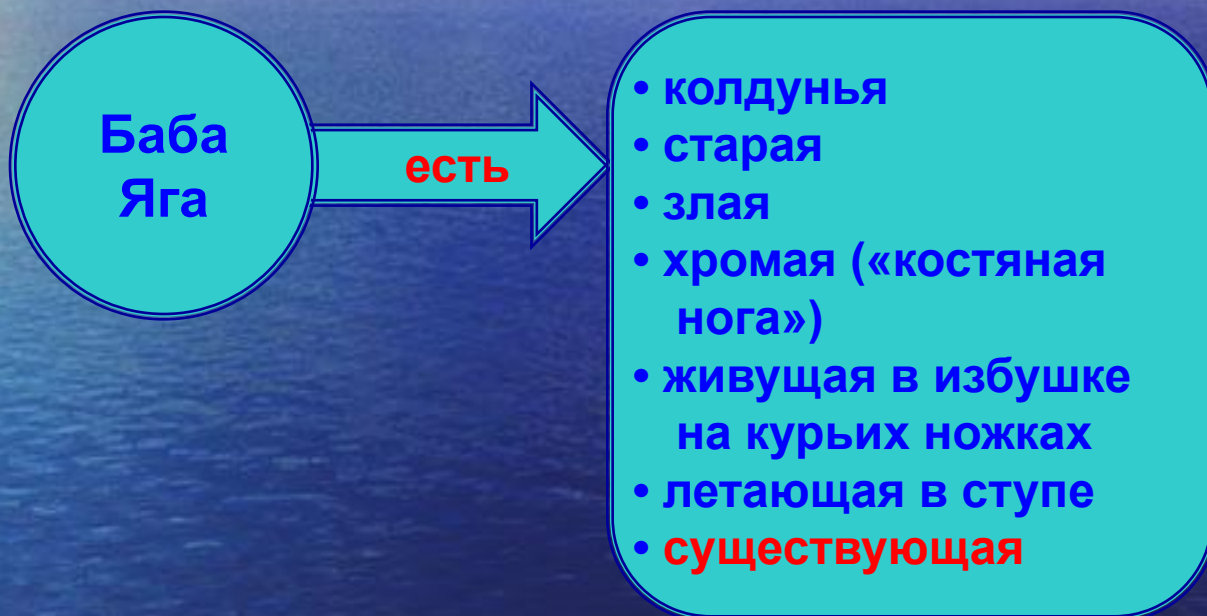 Баба
Яга
есть
• колдунья
• старая
• злая
• хромая («костяная
нога»)
• живущая в избушке
на курьих ножках
• летающая в ступе
• существующая